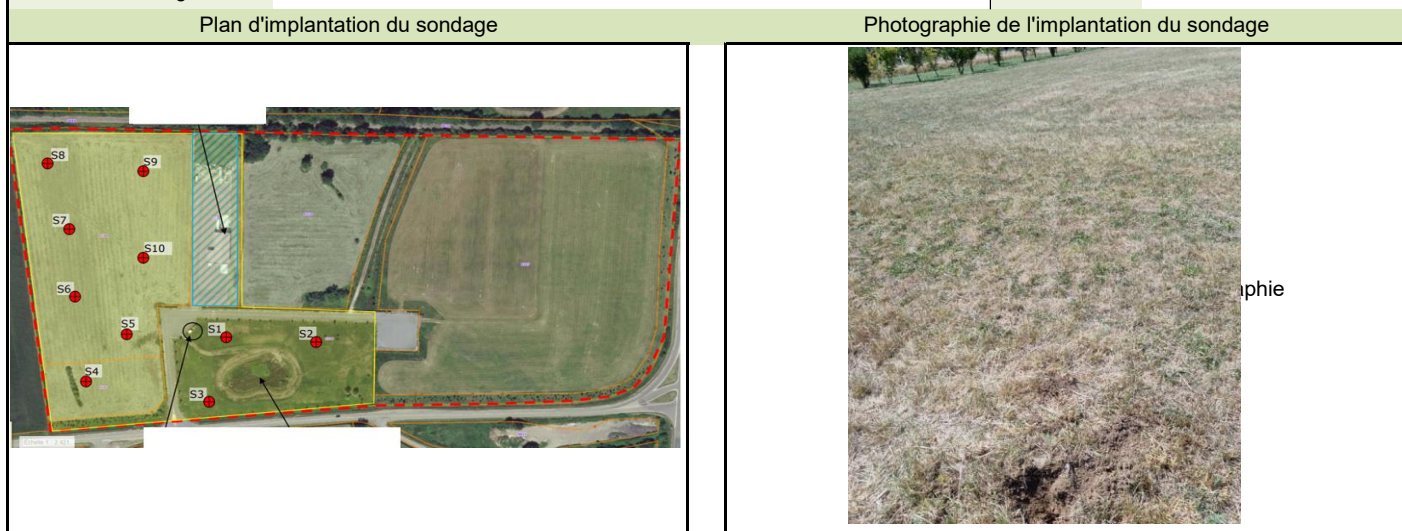 Plan d'implantation du sondage
Photographie de l'implantation du sondage
S8
S9
S7
S10
S6
S5
S1
S2
S4
S3
aphie